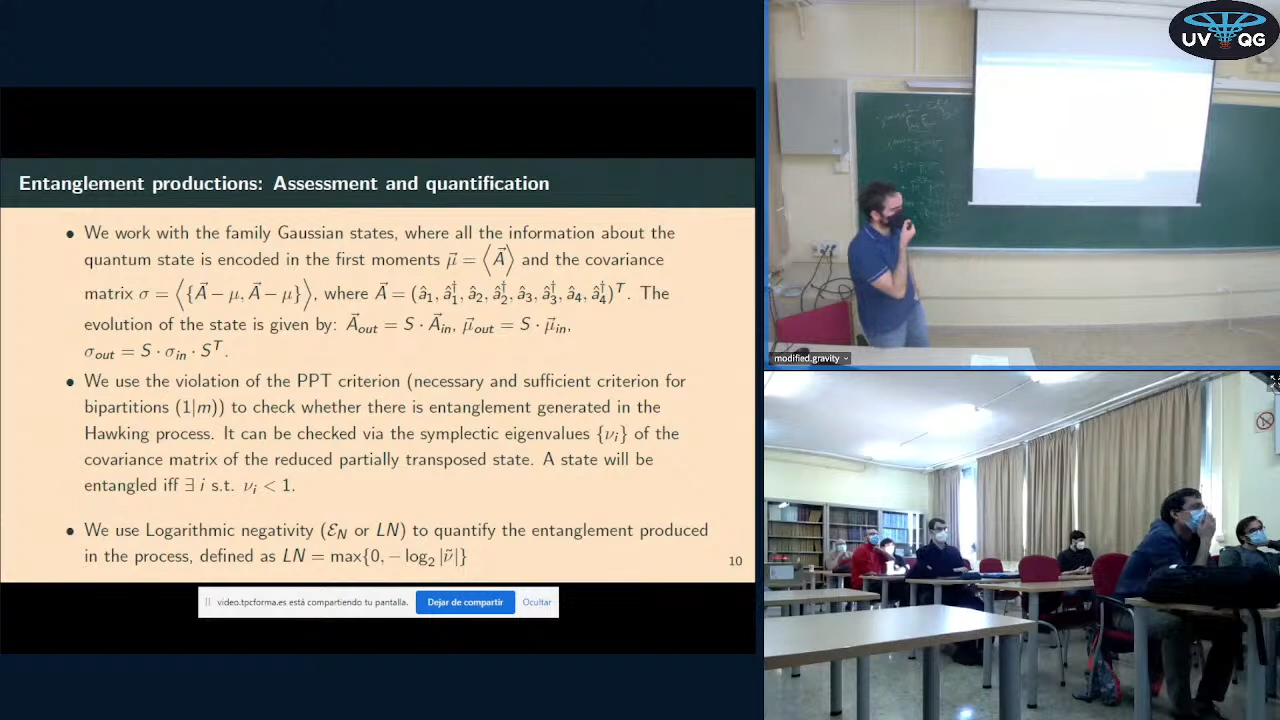 Entanglement productions: Assessment and quantification
• We work with the family Gaussian states, where all the information about the
quantum state is encoded in the first moments μ⃗ = ⟨A⃗⟩ and the covariance
matrix σ = ⟨{A⃗ − μ, A⃗ − μ}⟩, where A⃗ = (â₁, â₁†, â₂, â₂†, â₃, â₃†, â₄, â₄†)ᵀ. The
evolution of the state is given by: A⃗out = S · A⃗in, μ⃗out = S · μ⃗in,
σout = S · σin · Sᵀ.
• We use the violation of the PPT criterion (necessary and sufficient criterion for
bipartitions (1|m)) to check whether there is entanglement generated in the
Hawking process. It can be checked via the symplectic eigenvalues {νi} of the
covariance matrix of the reduced partially transposed state. A state will be
entangled iff ∃ i s.t. νi < 1.
• We use Logarithmic negativity (ℰN or LN) to quantify the entanglement produced
in the process, defined as LN = max{0, − log₂ |ν̃|}
10
video.tpcforma.es está compartiendo tu pantalla.
Dejar de compartir
Ocultar
UV QG
modified.gravity